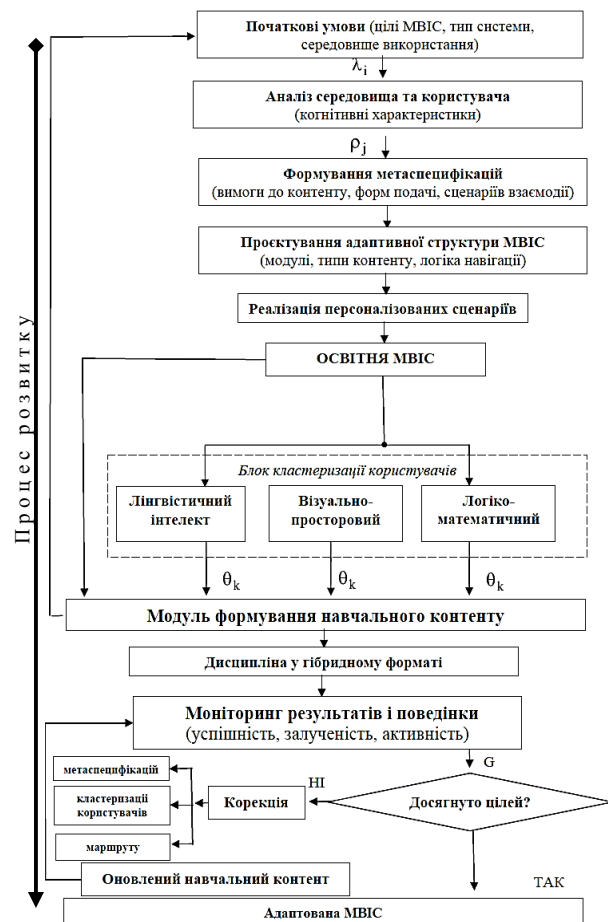 Початкові умови (цілі МВІС, тип системи,
середовище використання)
λi
Аналіз середовища та користувача
(когнітивні характеристики)
ρj
Формування метаспецифікацій
(вимоги до контенту, форм подачі, сценаріїв взаємодії)
Проєктування адаптивної структури МВІС
(модулі, типи контенту, логіка навігації)
Реалізація персоналізованих сценаріїв
ОСВІТНЯ МВІС
Процес розвитку
Блок кластеризації користувачів
Лінгвістичний
інтелект
Візуально-
просторовий
Логіко-
математичний
θk
θk
θk
Модуль формування навчального контенту
Дисципліна у гібридному форматі
Моніторинг результатів і поведінки
(успішність, залученість, активність)
G
метаспецифікацій
кластеризації
користувачів
маршруту
Корекція
НІ
Досягнуто цілей?
Оновлений навчальний контент
ТАК
Адаптована МВІС